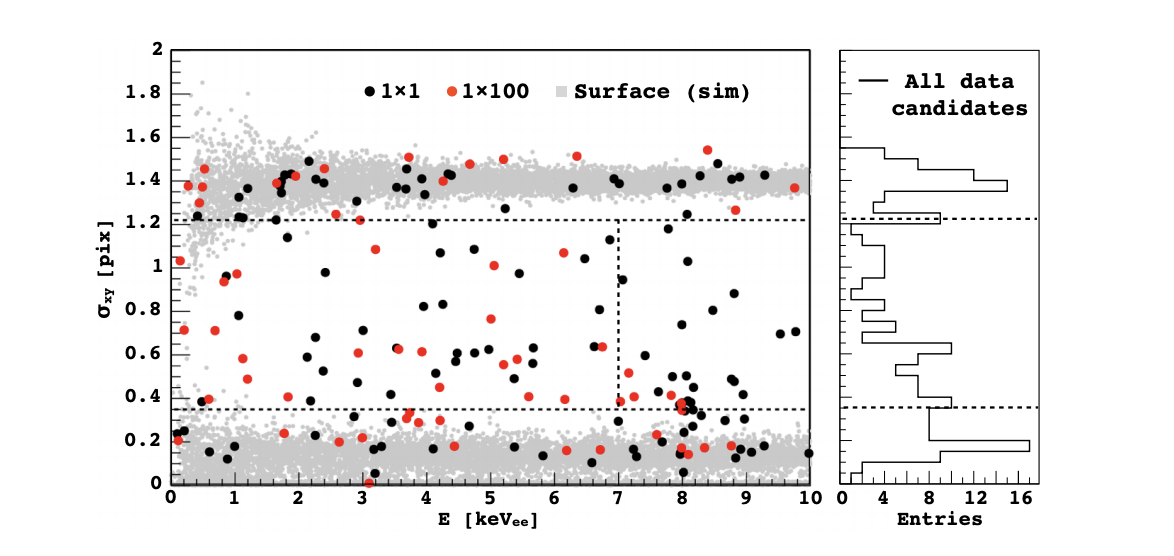 2
1.8
1.6
1.4
1.2
1
0.8
0.6
0.4
0.2
0
σxy [pix]
1×1 1×100 Surface (sim)
0 1 2 3 4 5 6 7 8 9 10
E [keVee]
All data
candidates
0 4 8 12 16
Entries